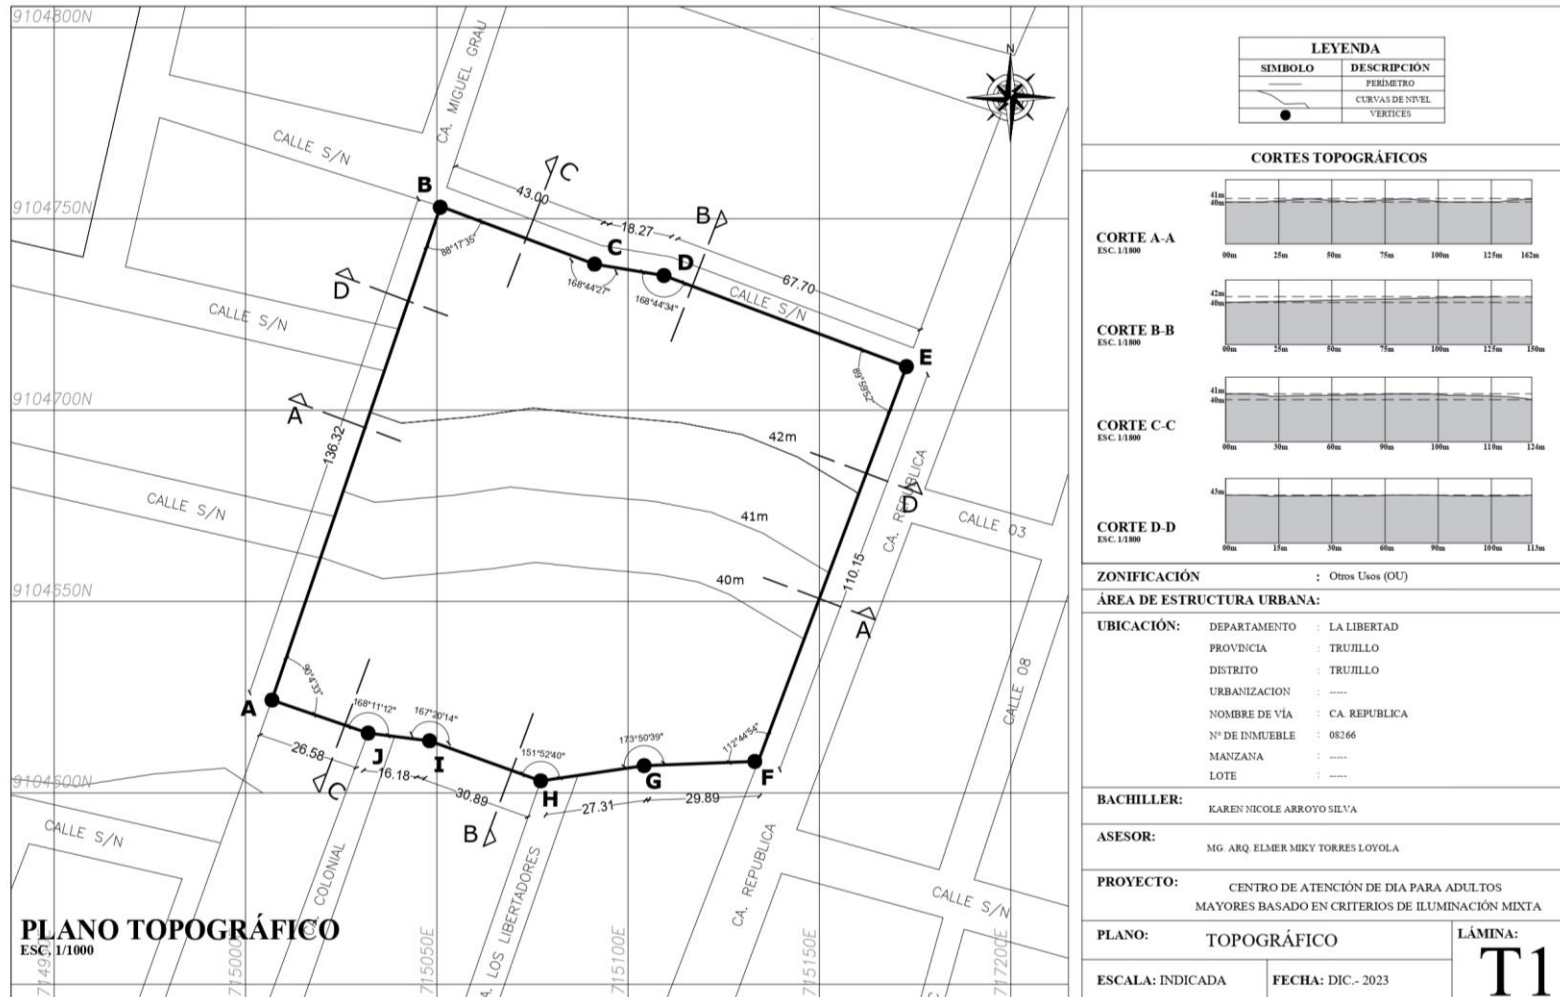 9104800N
9104750N
9104700N
9104650N
9104600N
CA. MIGUEL GRAU
CALLE S/N
N
B
C
43.00
18.27
B
C
D
88°17'35"
168°44'27"
168°44'34"
67.70
CALLE S/N
E
89°59'52"
D
CALLE S/N
A
136.32
42m
CA. REPUBLICA
D
CALLE S/N
41m
CALLE 03
40m
110.15
A
90°4'33"
CALLE 08
A
168°11'12"
167°20'14"
151°52'40"
173°50'39"
112°44'54"
J
I
H
G
F
26.58
16.18
30.89
27.31
29.89
C
B
CALLE S/N
CA. COLONIAL
LOS LIBERTADORES
CA. REPUBLICA
CALLE S/N
PLANO TOPOGRÁFICO
ESC. 1/1000
715050E
715100E
715150E
717200E
LEYENDA
SIMBOLO DESCRIPCIÓN
PERÍMETRO
CURVAS DE NIVEL
VERTICES
CORTES TOPOGRÁFICOS
41m
40m
CORTE A-A
ESC. 1/1800
00m 25m 50m 75m 100m 125m 162m
42m
40m
CORTE B-B
ESC. 1/1800
00m 25m 50m 75m 100m 125m 150m
41m
40m
CORTE C-C
ESC. 1/1800
00m 30m 60m 90m 100m 110m 124m
43m
CORTE D-D
ESC. 1/1800
00m 15m 30m 60m 90m 100m 115m
ZONIFICACIÓN : Otros Usos (OU)
ÁREA DE ESTRUCTURA URBANA:
UBICACIÓN: DEPARTAMENTO : LA LIBERTAD
PROVINCIA : TRUJILLO
DISTRITO : TRUJILLO
URBANIZACION : -----
NOMBRE DE VÍA : CA. REPUBLICA
N° DE INMUEBLE : 08266
MANZANA : -----
LOTE : -----
BACHILLER: KAREN NICOLE ARROYO SILVA
ASESOR: MG. ARQ. ELMER MIKY TORRES LOYOLA
PROYECTO: CENTRO DE ATENCIÓN DE DIA PARA ADULTOS
MAYORES BASADO EN CRITERIOS DE ILUMINACIÓN MIXTA
PLANO: TOPOGRÁFICO
LÁMINA:
T1
ESCALA: INDICADA FECHA: DIC.- 2023